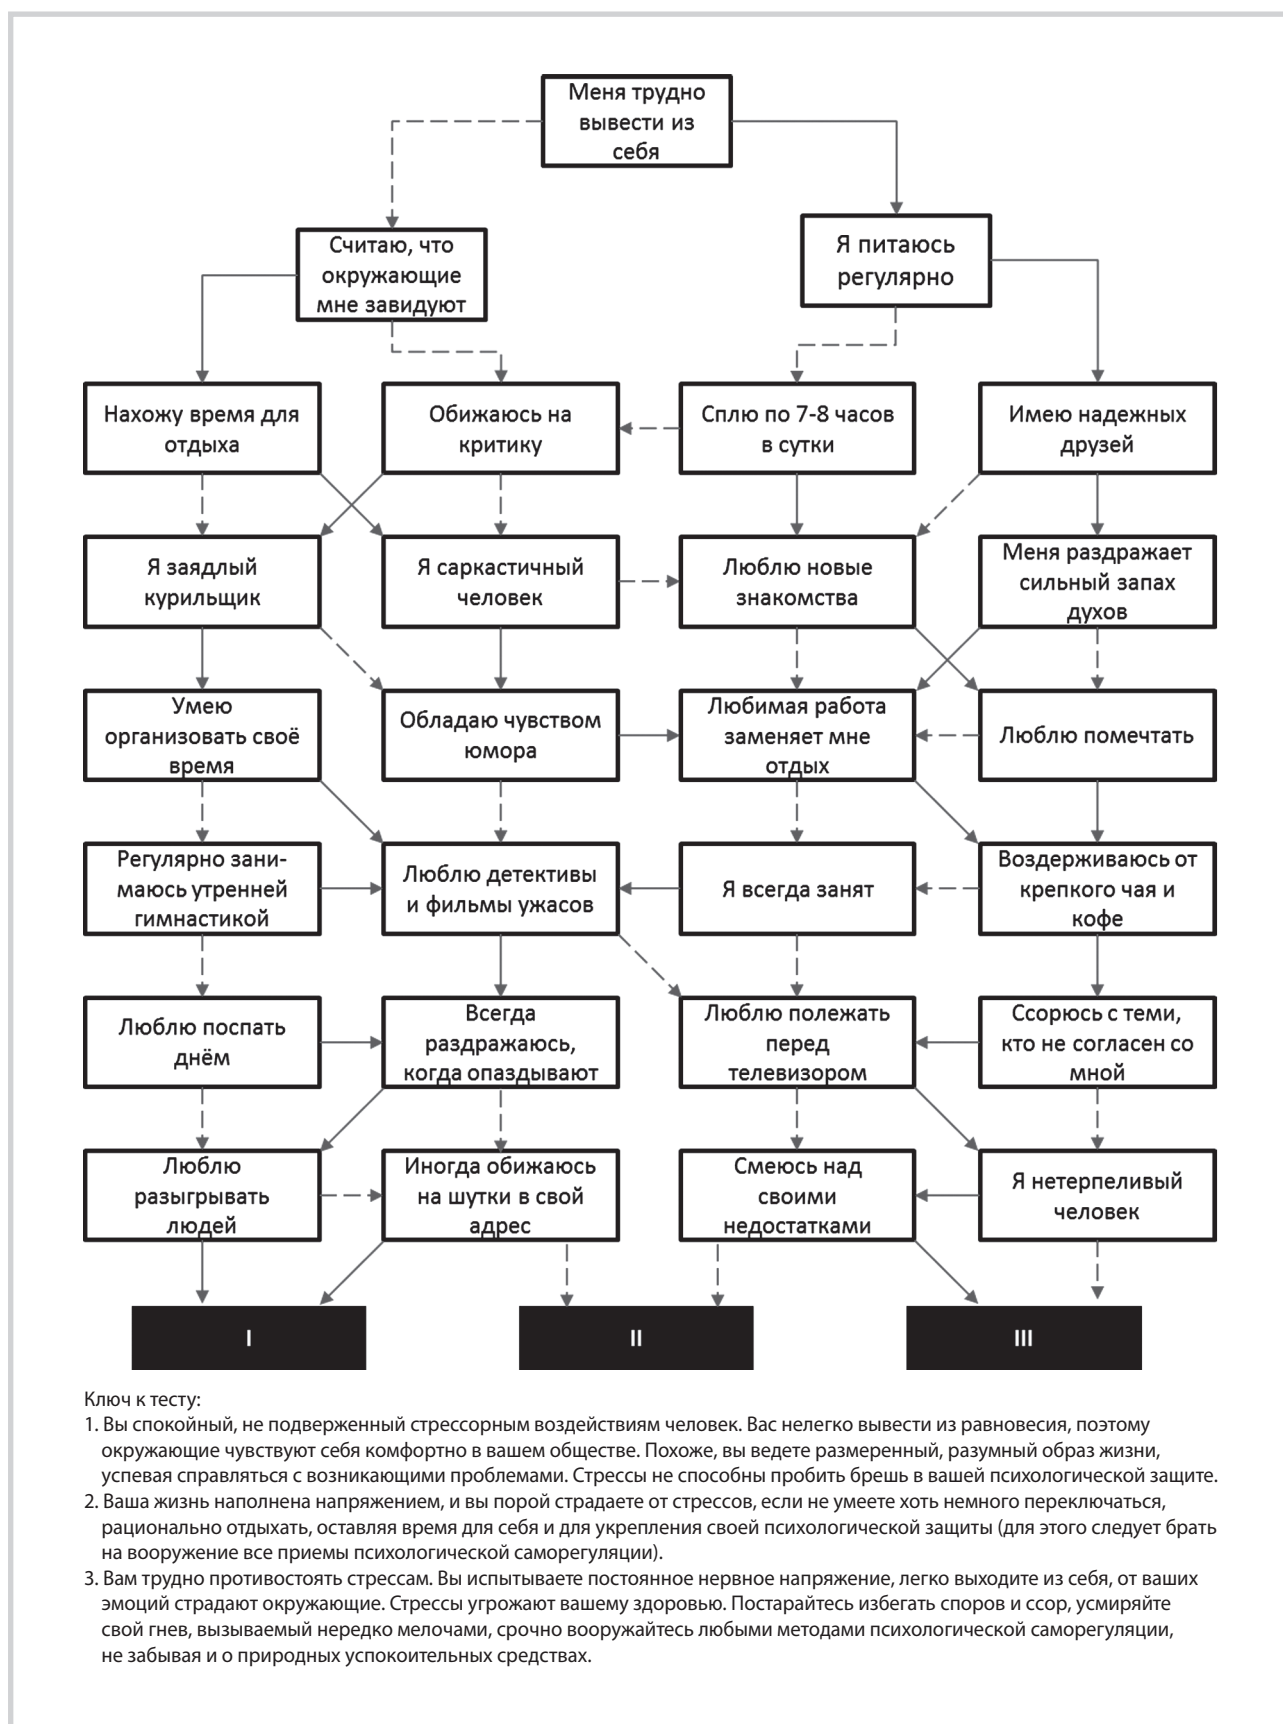 Меня трудно
вывести из
себя
Считаю, что
окружающие
мне завидуют
Я питаюсь
регулярно
Нахожу время для
отдыха
Обижаюсь на
критику
Сплю по 7-8 часов
в сутки
Имею надежных
друзей
Я заядлый
курильщик
Я саркастичный
человек
Люблю новые
знакомства
Меня раздражает
сильный запах
духов
Умею
организовать своё
время
Обладаю чувством
юмора
Любимая работа
заменяет мне
отдых
Люблю помечтать
Регулярно зани-
маюсь утренней
гимнастикой
Люблю детективы
и фильмы ужасов
Я всегда занят
Воздерживаюсь от
крепкого чая и
кофе
Люблю поспать
днём
Всегда
раздражаюсь,
когда опаздывают
Люблю полежать
перед
телевизором
Ссорюсь с теми,
кто не согласен со
мной
Люблю
разыгрывать
людей
Иногда обижаюсь
на шутки в свой
адрес
Смеюсь над
своими
недостатками
Я нетерпеливый
человек
I
II
III
Ключ к тесту:
1. Вы спокойный, не подверженный стрессорным воздействиям человек. Вас нелегко вывести из равновесия, поэтому
окружающие чувствуют себя комфортно в вашем обществе. Похоже, вы ведете размеренный, разумный образ жизни,
успевая справляться с возникающими проблемами. Стрессы не способны пробить брешь в вашей психологической защите.
2. Ваша жизнь наполнена напряжением, и вы порой страдаете от стрессов, если не умеете хоть немного переключаться,
рационально отдыхать, оставляя время для себя и для укрепления своей психологической защиты (для этого следует брать
на вооружение все приемы психологической саморегуляции).
3. Вам трудно противостоять стрессам. Вы испытываете постоянное нервное напряжение, легко выходите из себя, от ваших
эмоций страдают окружающие. Стрессы угрожают вашему здоровью. Постарайтесь избегать споров и ссор, усмиряйте
свой гнев, вызываемый нередко мелочами, срочно вооружайтесь любыми методами психологической саморегуляции,
не забывая и о природных успокоительных средствах.